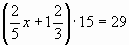 (2/5 x + 1 2/3) · 15 = 29